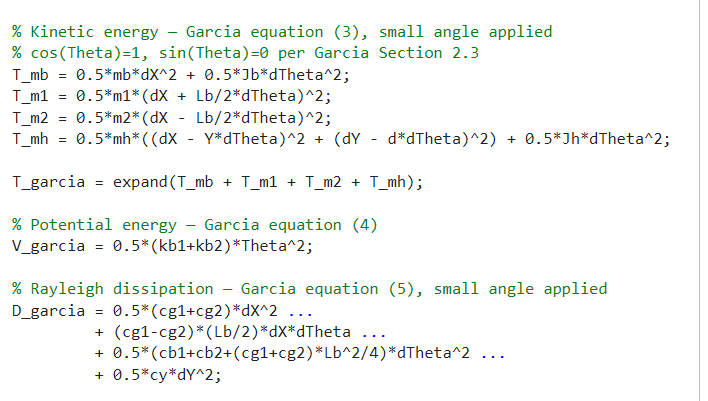 % Kinetic energy — Garcia equation (3), small angle applied
% cos(Theta)=1, sin(Theta)=0 per Garcia Section 2.3
T_mb = 0.5*mb*dX^2 + 0.5*Jb*dTheta^2;
T_m1 = 0.5*m1*(dX + Lb/2*dTheta)^2;
T_m2 = 0.5*m2*(dX - Lb/2*dTheta)^2;
T_mh = 0.5*mh*((dX - Y*dTheta)^2 + (dY - d*dTheta)^2) + 0.5*Jh*dTheta^2;
T_garcia = expand(T_mb + T_m1 + T_m2 + T_mh);
% Potential energy — Garcia equation (4)
V_garcia = 0.5*(kb1+kb2)*Theta^2;
% Rayleigh dissipation — Garcia equation (5), small angle applied
D_garcia = 0.5*(cg1+cg2)*dX^2 ...
+ (cg1-cg2)*(Lb/2)*dX*dTheta ...
+ 0.5*(cb1+cb2+(cg1+cg2)*Lb^2/4)*dTheta^2 ...
+ 0.5*cy*dY^2;